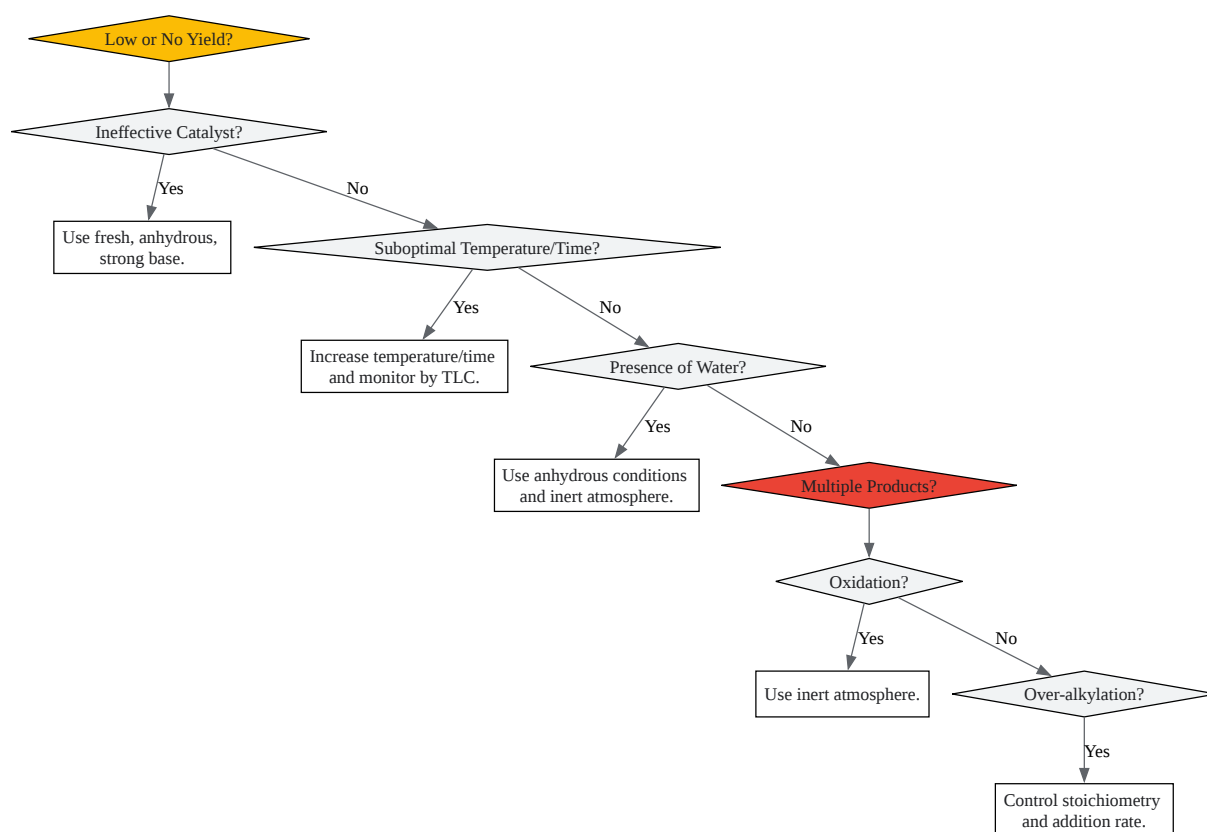 Low or No Yield?
Ineffective Catalyst?
Yes
No
Use fresh, anhydrous,
strong base.
Suboptimal Temperature/Time?
Yes
No
Increase temperature/time
and monitor by TLC.
Presence of Water?
Yes
No
Use anhydrous conditions
and inert atmosphere.
Multiple Products?
Oxidation?
Yes
No
Use inert atmosphere.
Over-alkylation?
Yes
Control stoichiometry
and addition rate.